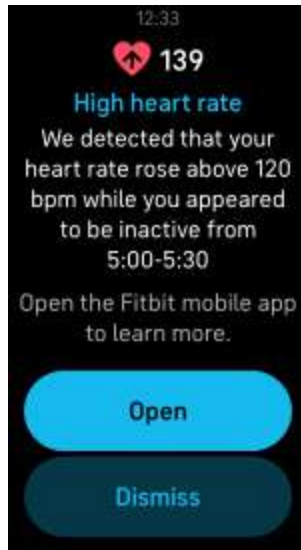 12:33
139
High heart rate
We detected that your
heart rate rose above 120
bpm while you appeared
to be inactive from
5:00-5:30
Open the Fitbit mobile app
to learn more.
Open
Dismiss